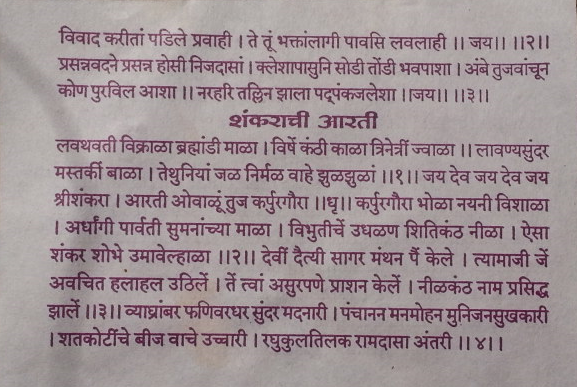 विवाद करीतां पडिले प्रवाही । ते तूं भक्तांलागी पावसि लवलाही ।। जय।। ।।२।।
प्रसन्नवदने प्रसन्न होसी निजदासां । क्लेशापासुनि सोडी तोंडी भवपाशा । अंबे तुजवांचून
कोण पुरविल आशा ।। नरहरि तल्लिन झाला पद्पंकजलेशा ।।जय।। ।।३।।
शंकराची आरती
लवथवती विक्राळा ब्रह्मांडी माळा । विषें कंठी काळा त्रिनेत्रीं ज्वाळा ।। लावण्यसुंदर
मस्तकीं बाळा । तेथुनियां जळ निर्मळ वाहे झुळझुळां ।।१।। जय देव जय देव जय
श्रीशंकरा । आरती ओवाळूं तुज कर्पुरगौरा ।।धृ।। कर्पुरगौरा भोळा नयनी विशाळा
। अर्धांगी पार्वती सुमनांच्या माळा । विभुतीचें उधळण शितिकंठ नीळा । ऐसा
शंकर शोभे उमावेल्हाळा ।।२।। देवीं दैत्यी सागर मंथन पैं केले । त्यामाजी जें
अवचित हलाहल उठिलें । तें त्वां असुरपणे प्राशन केलें । नीळकंठ नाम प्रसिद्ध
झालें ।।३।। व्याघ्रांबर फणिवरधर सुंदर मदनारी । पंचानन मनमोहन मुनिजनसुखकारी
। शतकोटींचे बीज वाचे उच्चारी । रघुकुलतिलक रामदासा अंतरी ।। ४।।